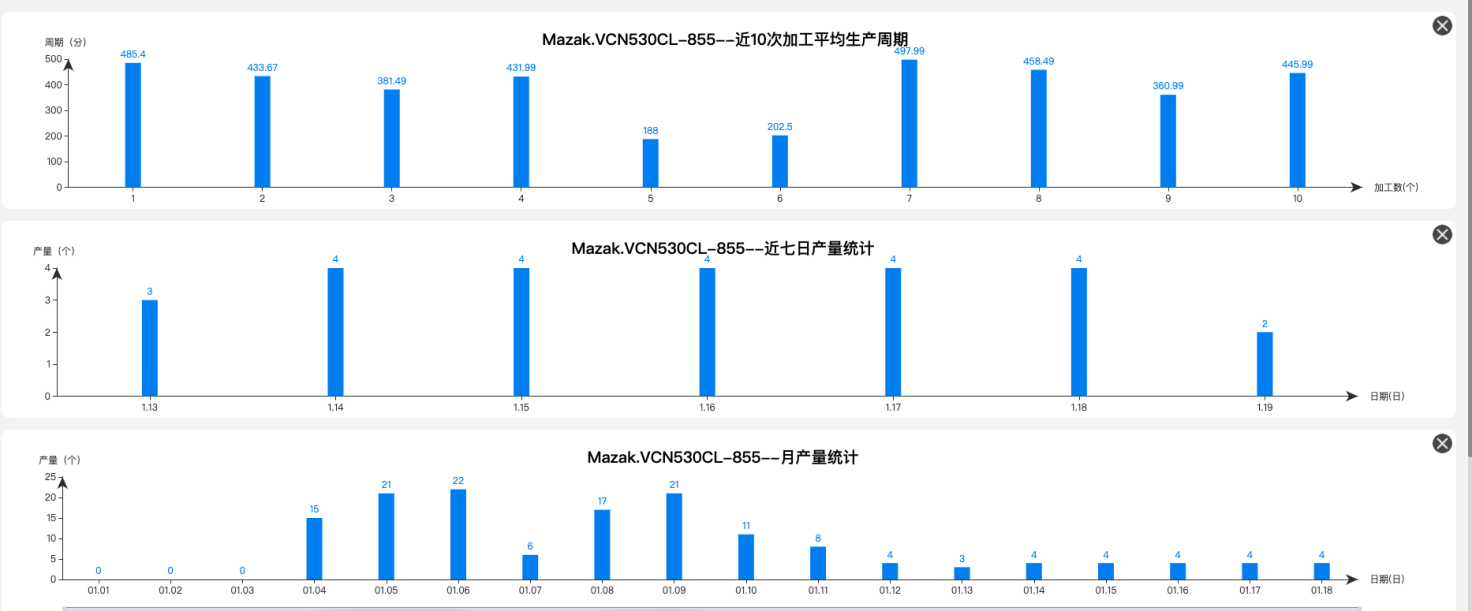 Mazak.VCN530CL-855--近10次加工平均生产周期
周期（分）
500
400
300
200
100
0
485.4
433.67
381.49
431.99
188
202.5
497.99
458.49
360.99
445.99
1 2 3 4 5 6 7 8 9 10
加工数(个)
Mazak.VCN530CL-855--近七日产量统计
产量（个）
4
3
2
1
0
3 4 4 4 4 4 2
1.13 1.14 1.15 1.16 1.17 1.18 1.19
日期(日)
Mazak.VCN530CL-855--月产量统计
产量（个）
25
20
15
10
5
0
0 0 0 15 21 22 6 17 21 11 8 4 3 4 4 4 4 4
01.01 01.02 01.03 01.04 01.05 01.06 01.07 01.08 01.09 01.10 01.11 01.12 01.13 01.14 01.15 01.16 01.17 01.18
日期(日)